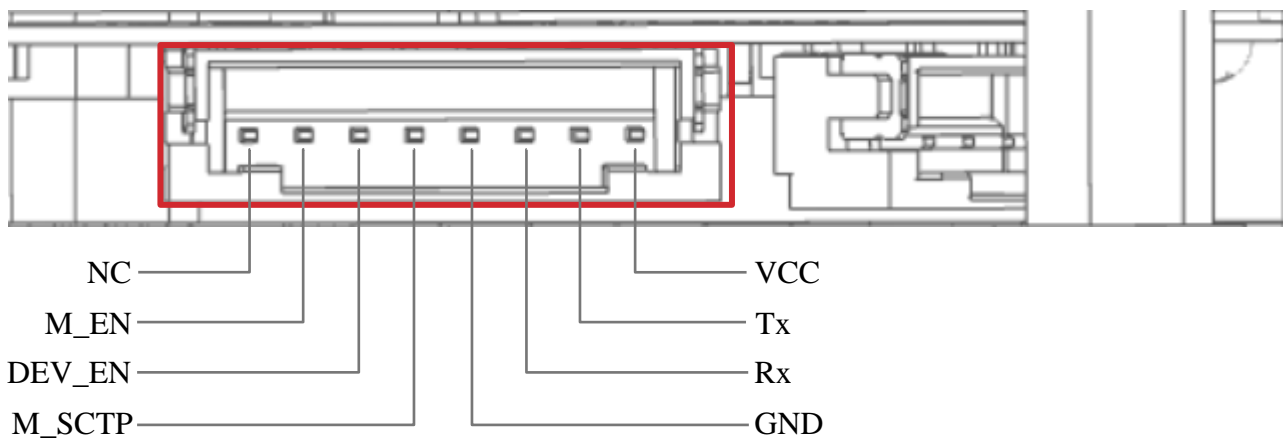 NC
M_EN
DEV_EN
M_SCTP
VCC
Tx
Rx
GND